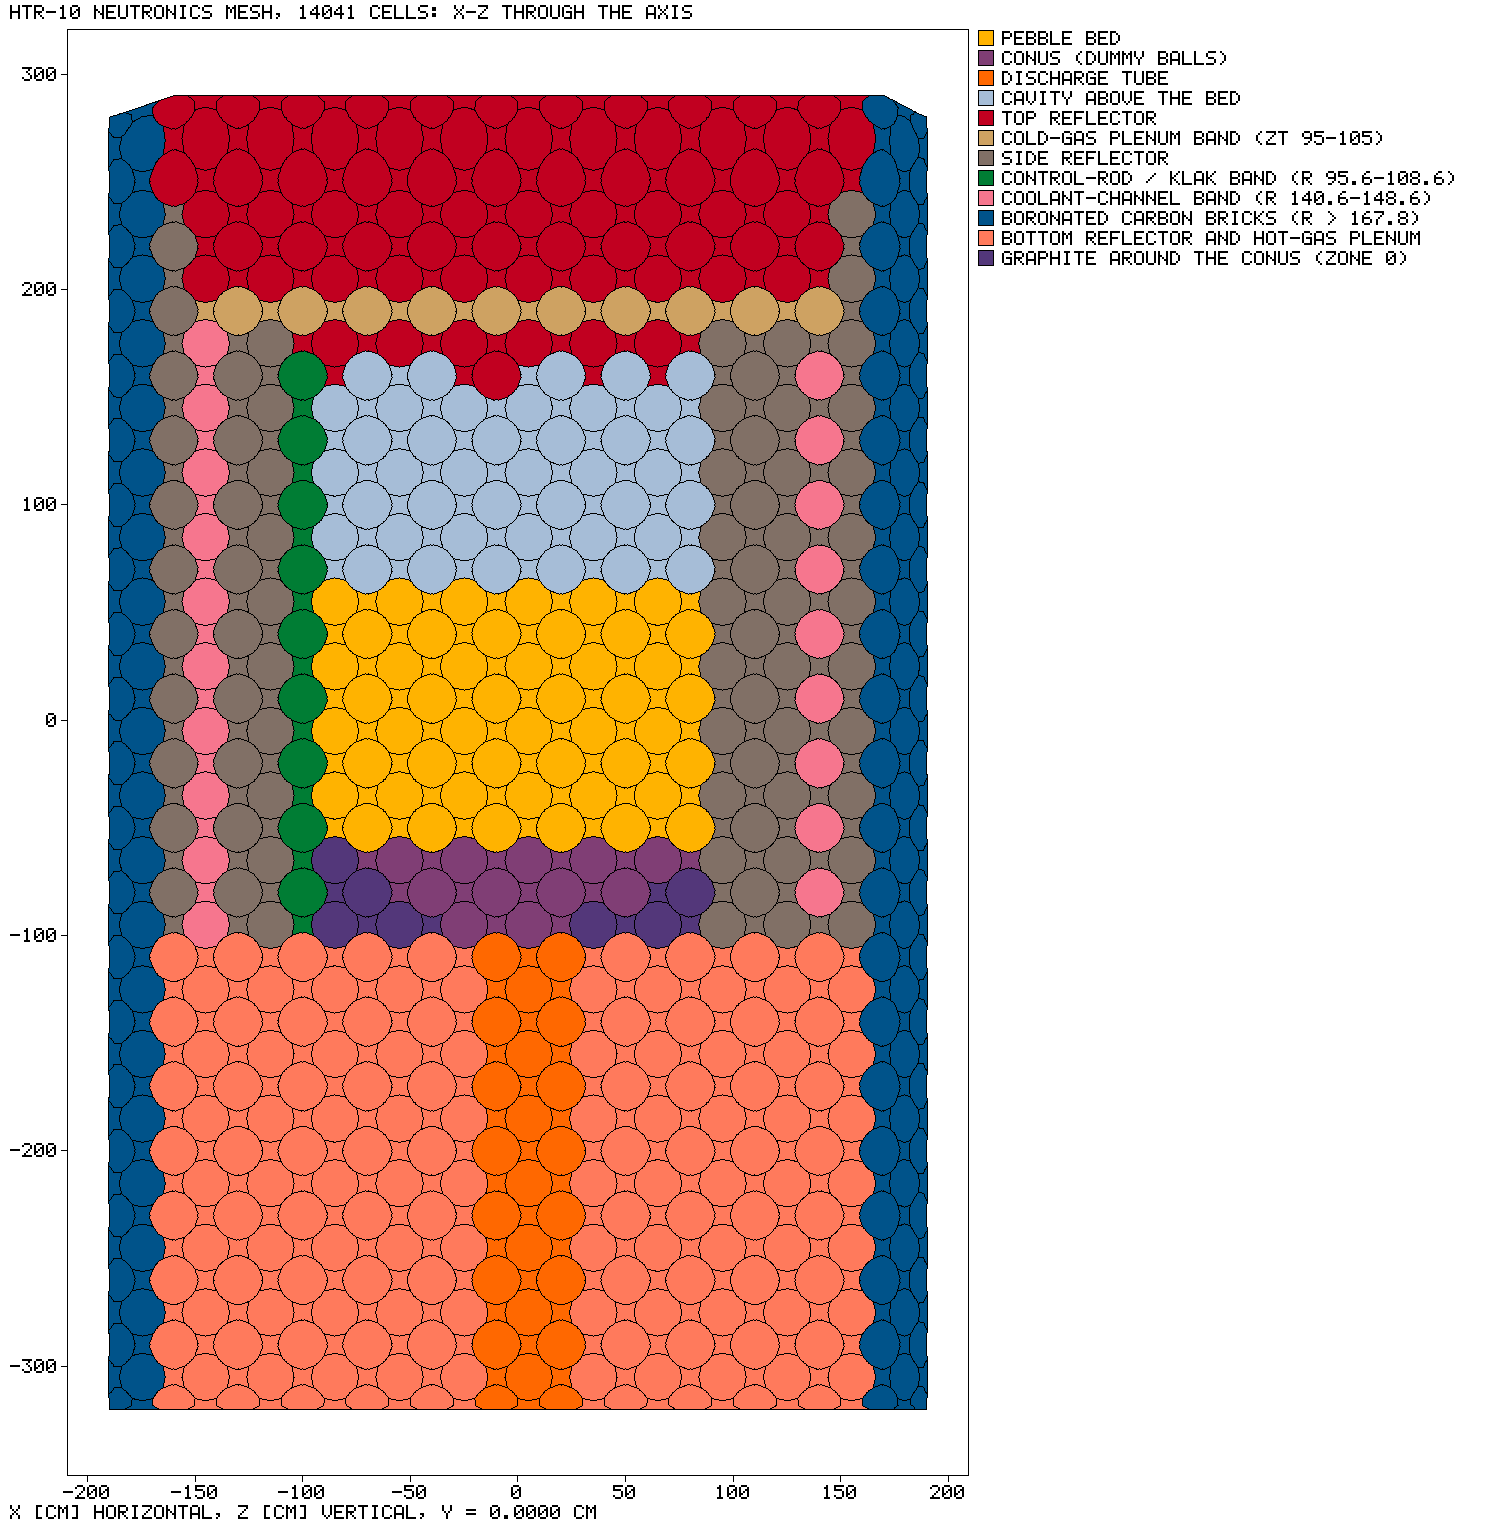 HTR-10 NEUTRONICS MESH, 14041 CELLS: X-Z THROUGH THE AXIS
PEBBLE BED
CONUS (DUMMY BALLS)
DISCHARGE TUBE
CAVITY ABOVE THE BED
TOP REFLECTOR
COLD-GAS PLENUM BAND (ZT 95-105)
SIDE REFLECTOR
CONTROL-ROD / KLAK BAND (R 95.6-108.6)
COOLANT-CHANNEL BAND (R 140.6-148.6)
BORONATED CARBON BRICKS (R > 167.8)
BOTTOM REFLECTOR AND HOT-GAS PLENUM
GRAPHITE AROUND THE CONUS (ZONE 0)
300
200
100
0
-100
-200
-300
-200 -150 -100 -50 0 50 100 150 200
X [CM] HORIZONTAL, Z [CM] VERTICAL, Y = 0.0000 CM